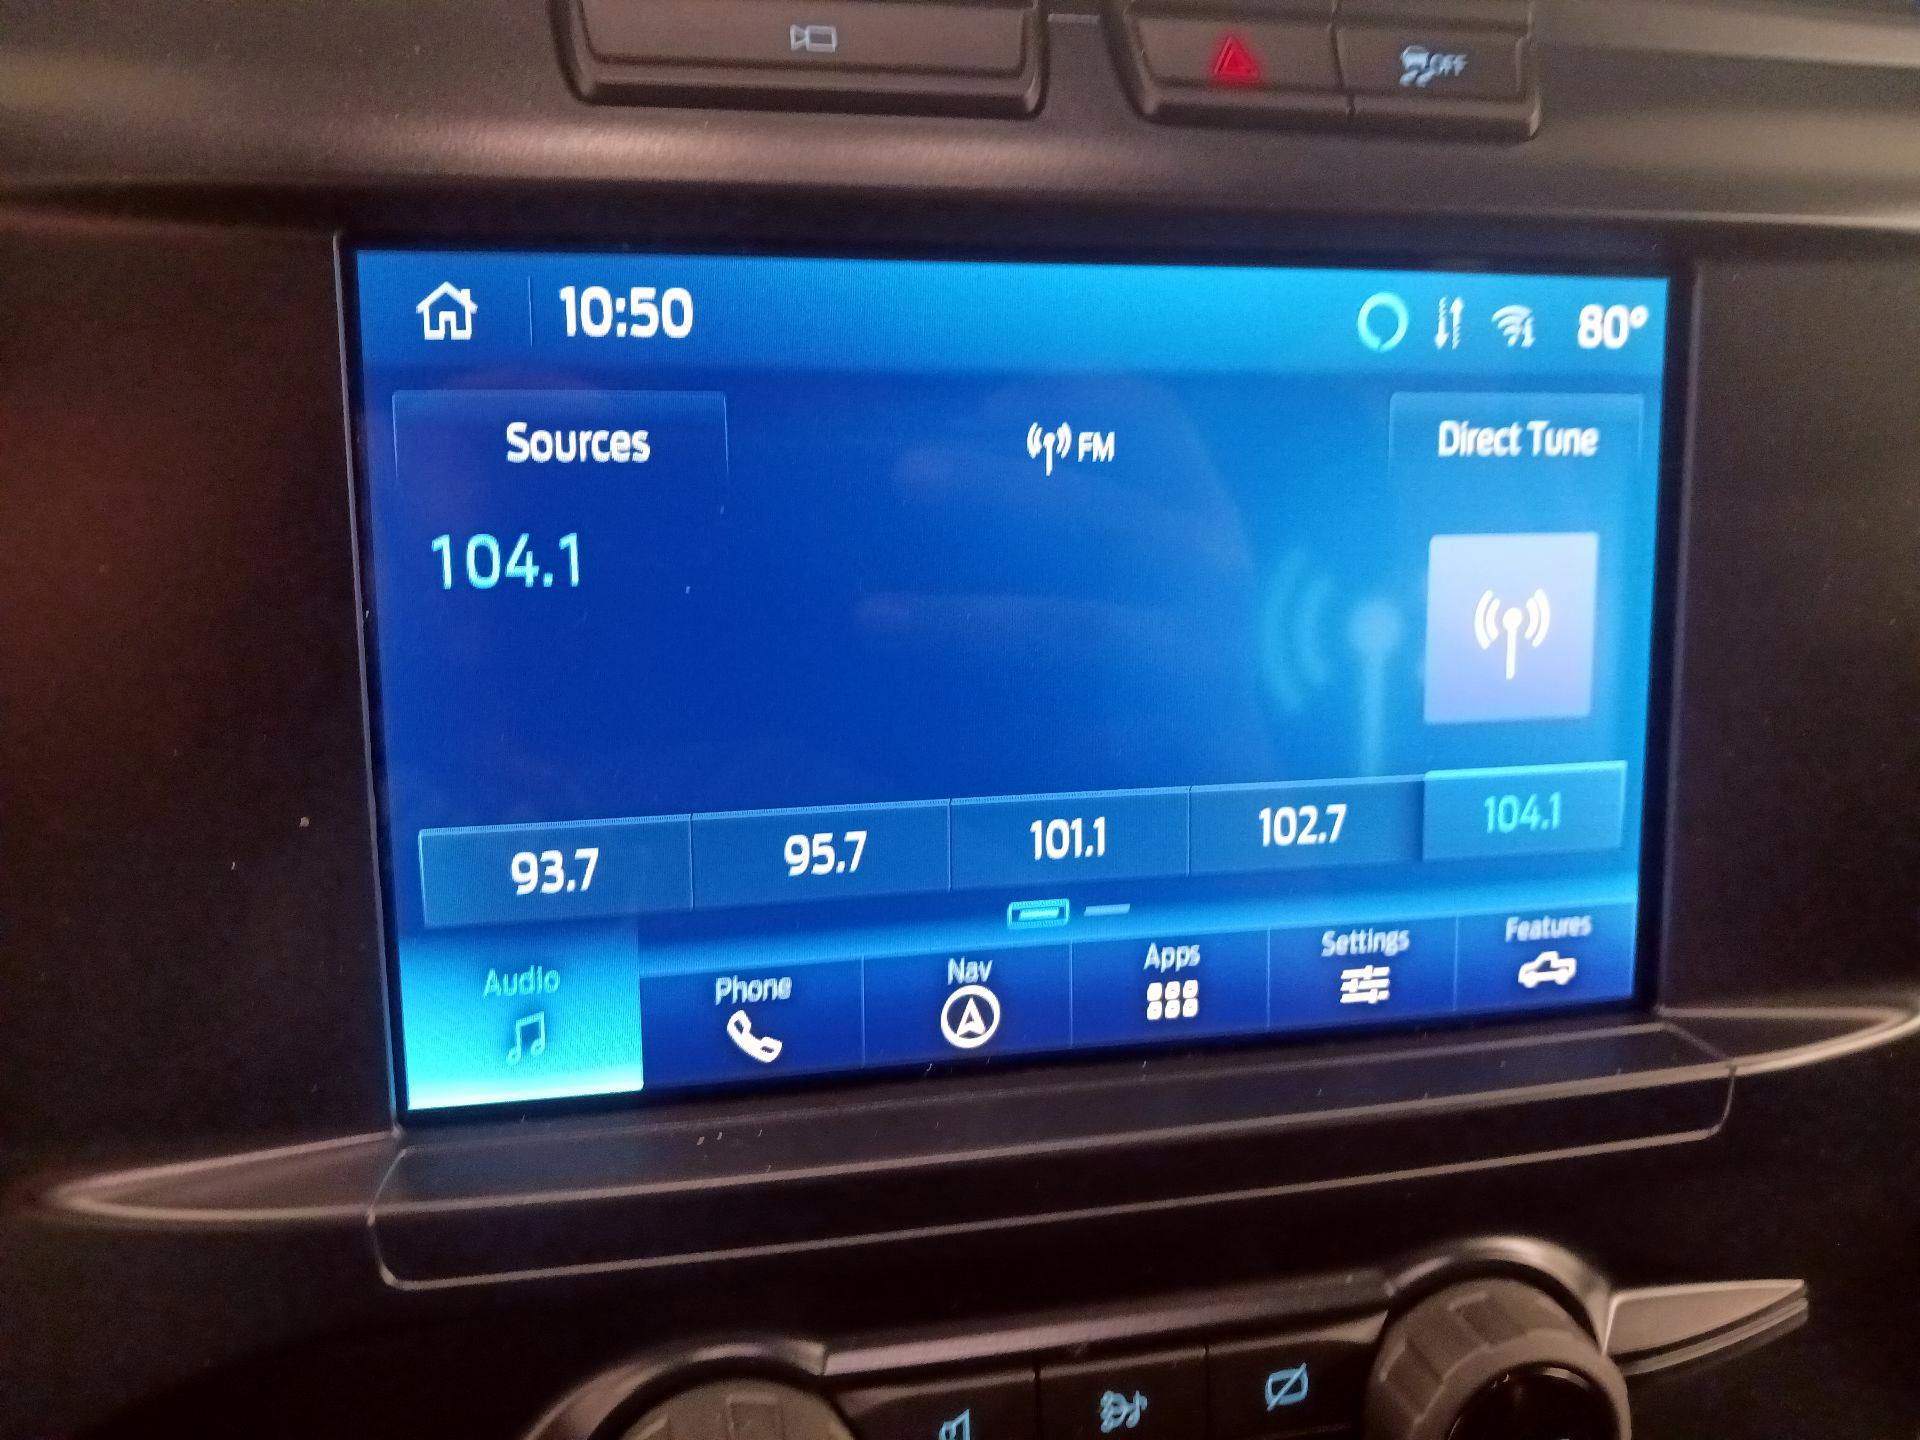 OFF
10:50
80°
Sources
FM
Direct Tune
104.1
93.7
95.7
101.1
102.7
104.1
Audio
Phone
Nav
Apps
Settings
Features